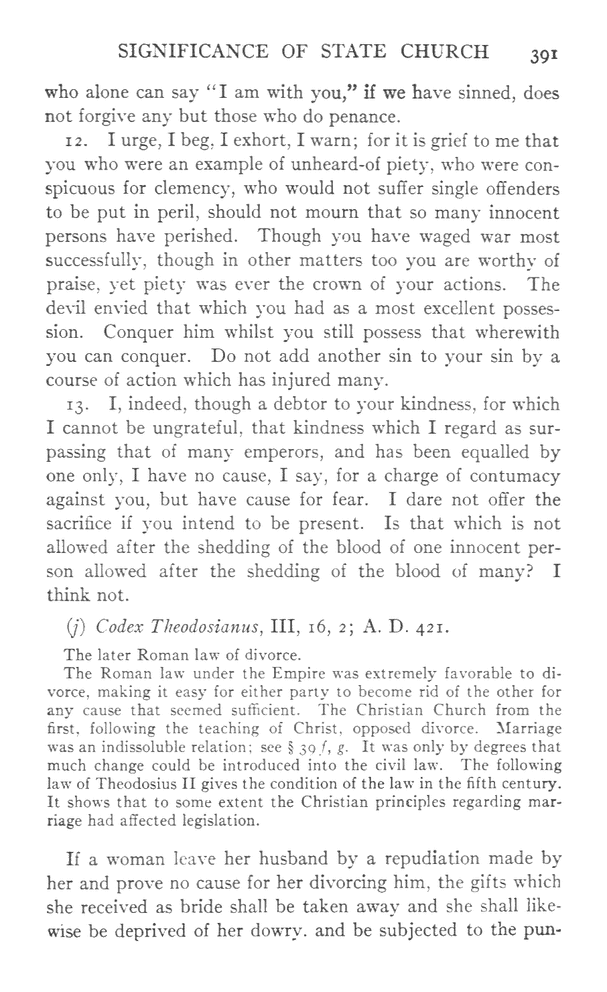 SIGNIFICANCE OF STATE CHURCH 391
who alone can say “I am with you,” if we have sinned, does
not forgive any but those who do penance.
12. I urge, I beg, I exhort, I warn; for it is grief to me that
you who were an example of unheard-of piety, who were con-
spicuous for clemency, who would not suffer single offenders
to be put in peril, should not mourn that so many innocent
persons have perished. Though you have waged war most
successfully, though in other matters too you are worthy of
praise, yet piety was ever the crown of your actions. The
devil envied that which you had as a most excellent posses-
sion. Conquer him whilst you still possess that wherewith
you can conquer. Do not add another sin to your sin by a
course of action which has injured many.
13. I, indeed, though a debtor to your kindness, for which
I cannot be ungrateful, that kindness which I regard as sur-
passing that of many emperors, and has been equalled by
one only, I have no cause, I say, for a charge of contumacy
against you, but have cause for fear. I dare not offer the
sacrifice if you intend to be present. Is that which is not
allowed after the shedding of the blood of one innocent per-
son allowed after the shedding of the blood of many? I
think not.
(j) Codex Theodosianus, III, 16, 2; A. D. 421.
The later Roman law of divorce.
The Roman law under the Empire was extremely favorable to di-
vorce, making it easy for either party to become rid of the other for
any cause that seemed sufficient. The Christian Church from the
first, following the teaching of Christ, opposed divorce. Marriage
was an indissoluble relation; see § 39 f, g. It was only by degrees that
much change could be introduced into the civil law. The following
law of Theodosius II gives the condition of the law in the fifth century.
It shows that to some extent the Christian principles regarding mar-
riage had affected legislation.
If a woman leave her husband by a repudiation made by
her and prove no cause for her divorcing him, the gifts which
she received as bride shall be taken away and she shall like-
wise be deprived of her dowry. and be subjected to the pun-